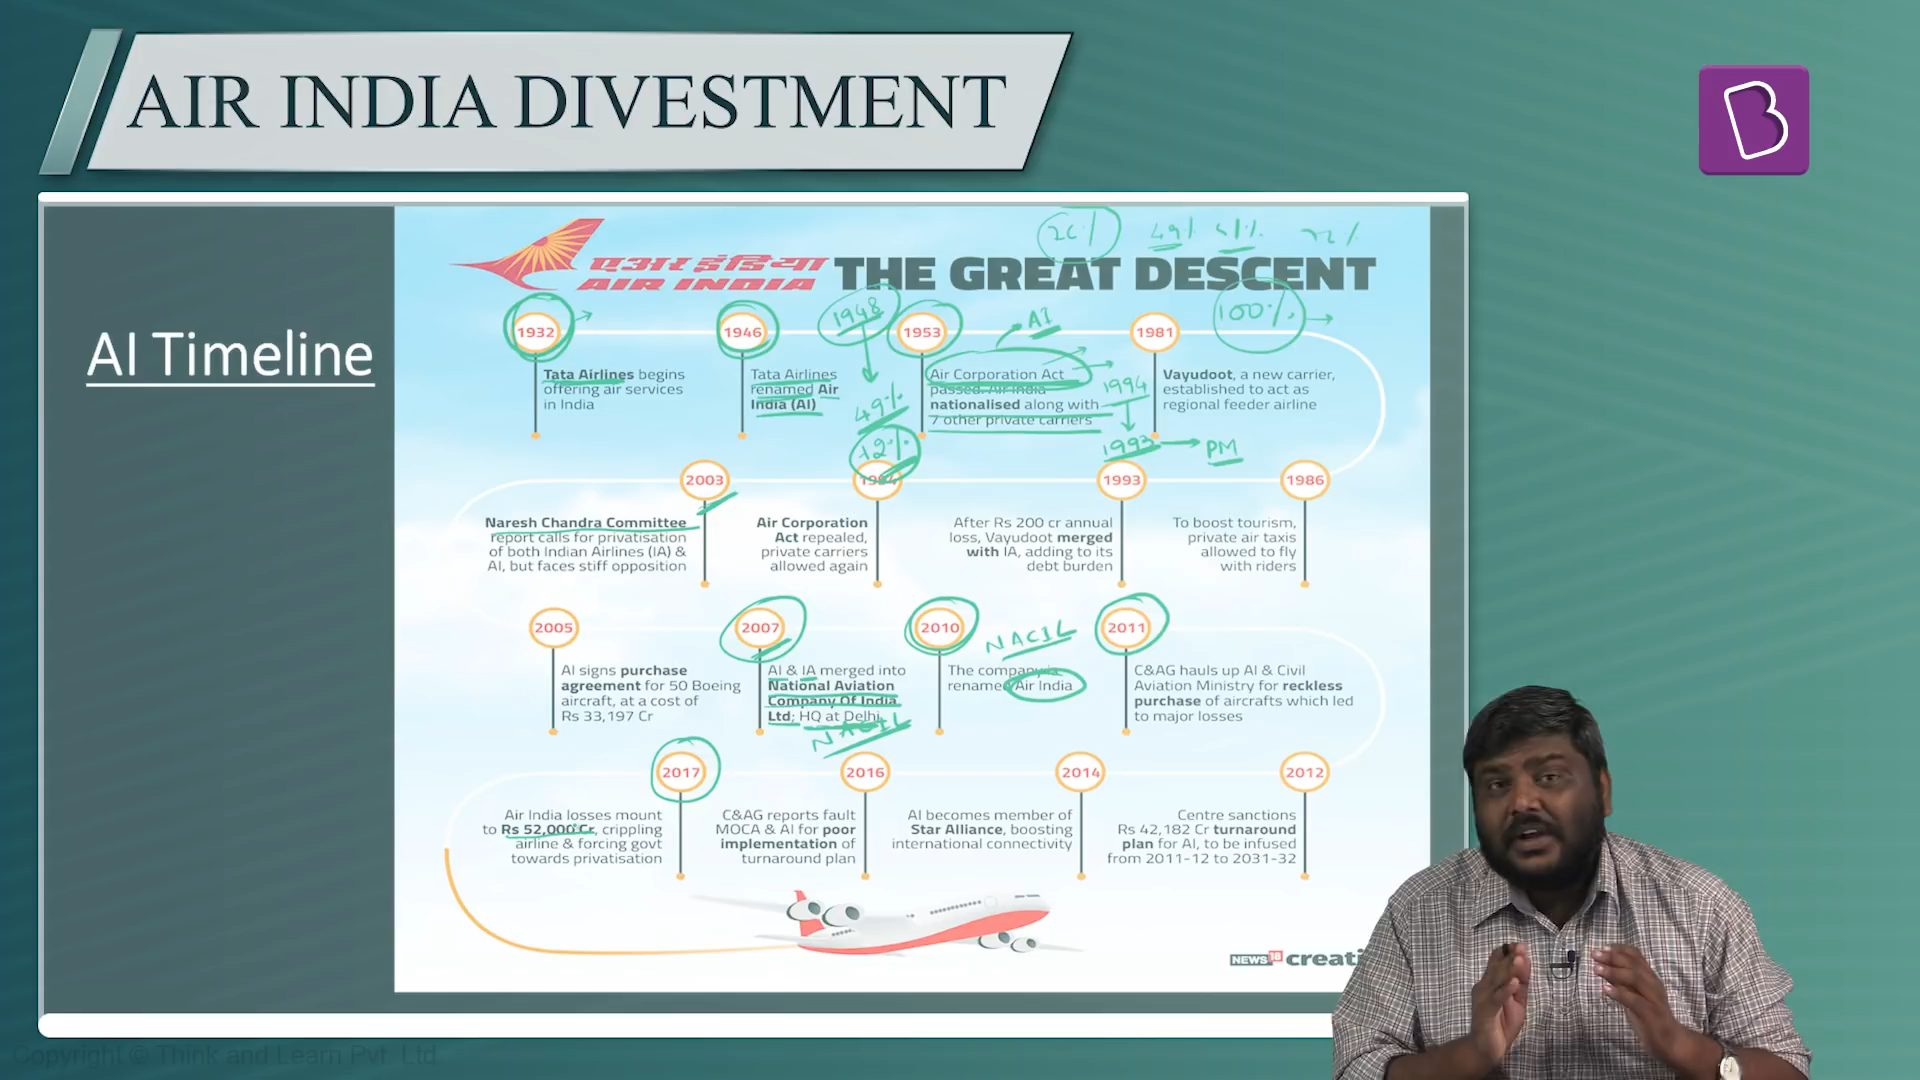 AIR INDIA DIVESTMENT
B
AI Timeline
एअर इंडिया
AIR INDIA
THE GREAT DESCENT
49%
100%
1932
Tata Airlines begins
offering air services
in India
1946
Tata Airlines
renamed Air
India (AI)
1948
49%
1953
AI
Air Corporation Act
passed. Air India
nationalised along with
7 other private carriers
1994
1993
PM
1981
Vayudoot, a new carrier,
established to act as
regional feeder airline
2003
Naresh Chandra Committee
report calls for privatisation
of both Indian Airlines (IA) &
AI, but faces stiff opposition
Air Corporation
Act repealed,
private carriers
allowed again
1993
After Rs 200 cr annual
loss, Vayudoot merged
with IA, adding to its
debt burden
1986
To boost tourism,
private air taxis
allowed to fly
with riders
2005
AI signs purchase
agreement for 50 Boeing
aircraft, at a cost of
Rs 33,197 Cr
2007
AI & IA merged into
National Aviation
Company Of India
Ltd; HQ at Delhi
NACIL
2010
NACIL
The company is
renamed Air India
2011
C&AG hauls up AI & Civil
Aviation Ministry for reckless
purchase of aircrafts which led
to major losses
2017
Air India losses mount
to Rs 52,000 Cr, crippling
airline & forcing govt
towards privatisation
2016
C&AG reports fault
MOCA & AI for poor
implementation of
turnaround plan
2014
AI becomes member of
Star Alliance, boosting
international connectivity
2012
Centre sanctions
Rs 42,182 Cr turnaround
plan for AI, to be infused
from 2011-12 to 2031-32
NEWS18 creati
Copyright © Think and Learn Pvt. Ltd.